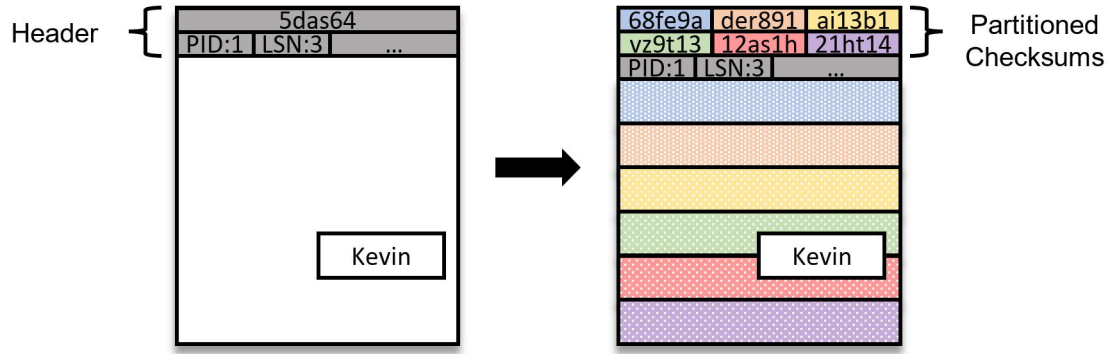 Header
5das64
PID:1 LSN:3 ...
Kevin
68fe9a der891 aj13b1
vz9t13 12as1h 21ht14
PID:1 LSN:3 ...
Kevin
Partitioned
Checksums